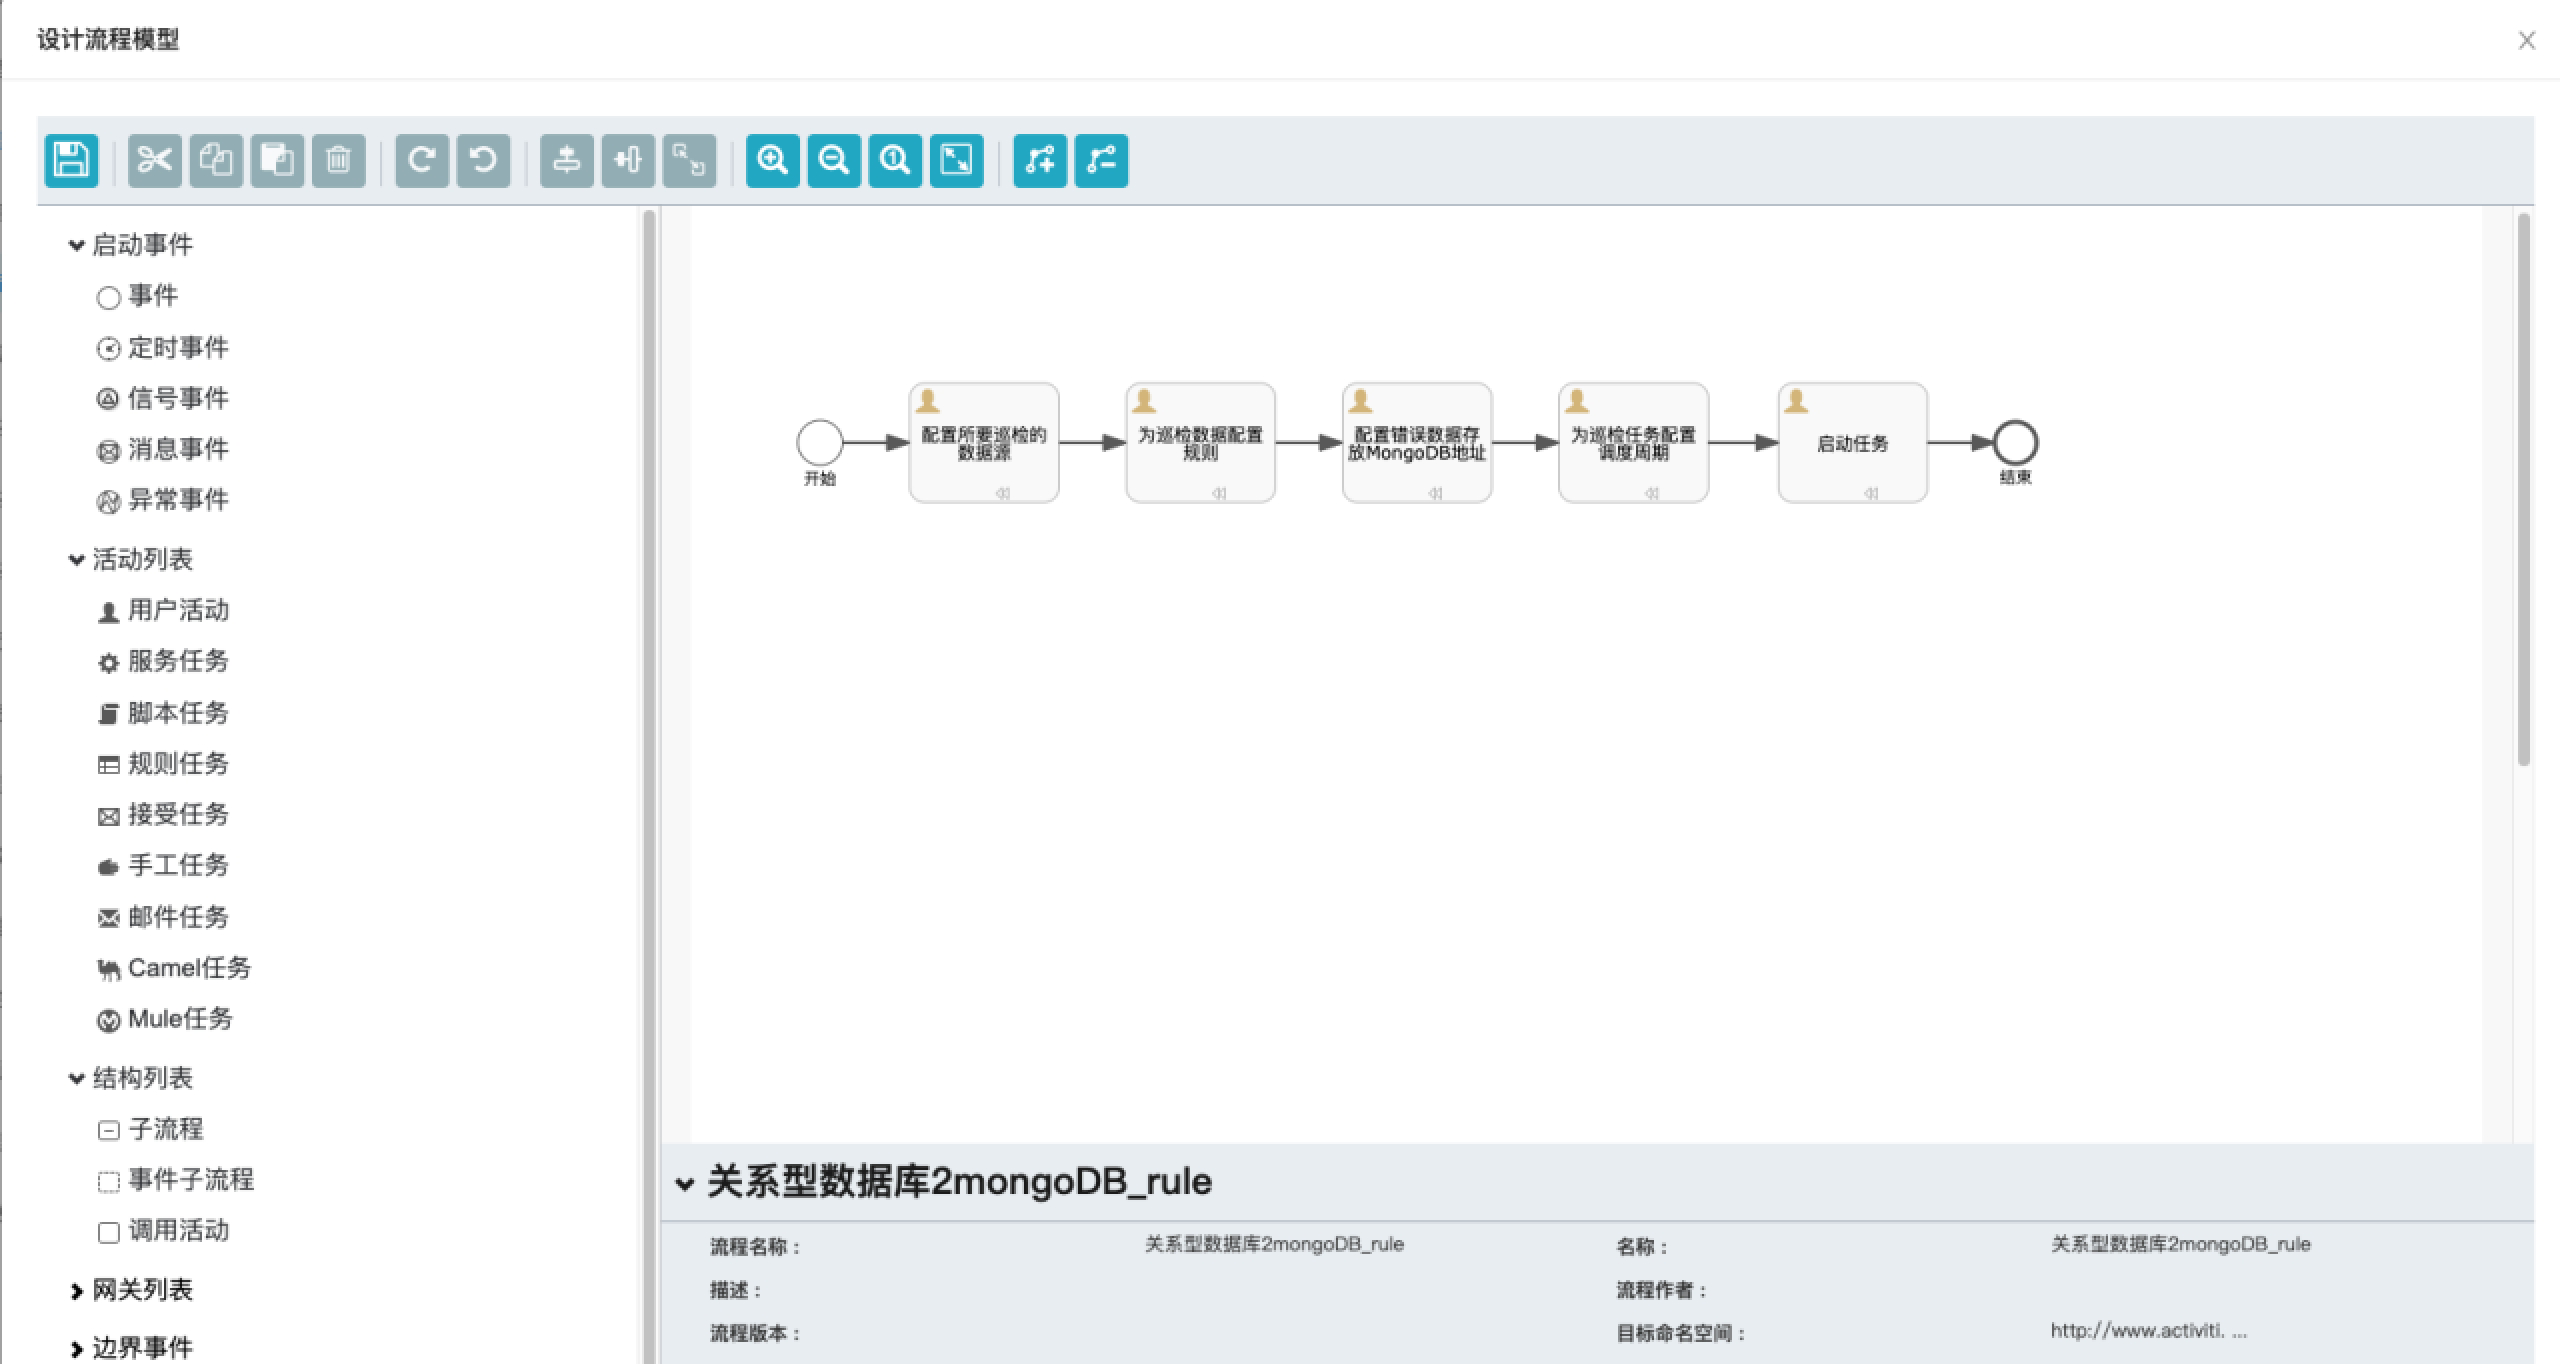 设计流程模型
启动事件
事件
定时事件
信号事件
消息事件
异常事件
活动列表
用户活动
服务任务
脚本任务
规则任务
接受任务
手工任务
邮件任务
Camel任务
Mule任务
结构列表
子流程
事件子流程
调用活动
网关列表
边界事件
开始
配置所要巡检的
数据源
为巡检数据配置
规则
配置错误数据存
放MongoDB地址
为巡检任务配置
调度周期
启动任务
结束
关系型数据库2mongoDB_rule
流程名称： 关系型数据库2mongoDB_rule 名称： 关系型数据库2mongoDB_rule
描述： 流程作者：
流程版本： 目标命名空间： http://www.activiti. ...